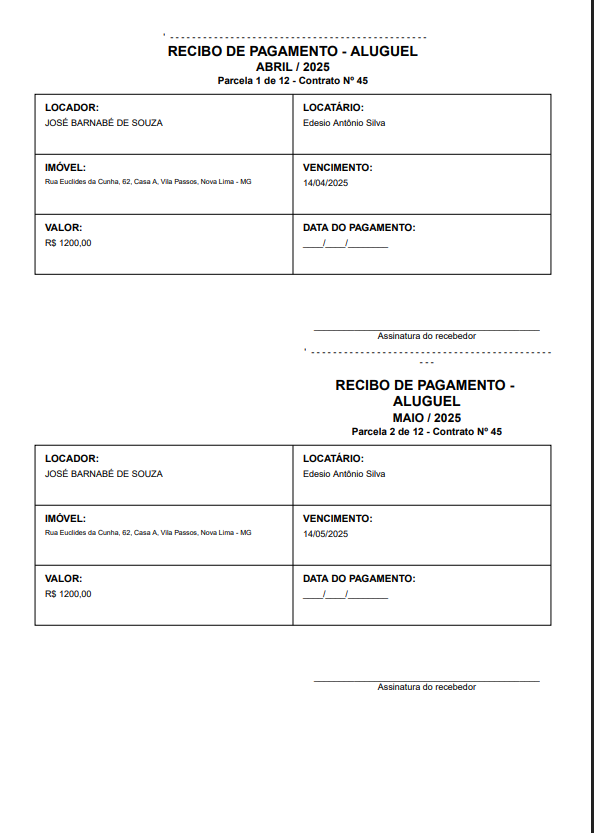 ' - - - - - - - - - - - - - - - - - - - - - - - - - - - - - - - - - - - - - - - - - - - -
RECIBO DE PAGAMENTO - ALUGUEL
ABRIL / 2025
Parcela 1 de 12 - Contrato Nº 45
LOCADOR:
JOSÉ BARNABÉ DE SOUZA
LOCATÁRIO:
Edesio Antônio Silva
IMÓVEL:
Rua Euclides da Cunha, 62, Casa A, Vila Passos, Nova Lima - MG
VENCIMENTO:
14/04/2025
VALOR:
R$ 1200,00
DATA DO PAGAMENTO:
____/____/________
_____________________________________________
Assinatura do recebedor
' - - - - - - - - - - - - - - - - - - - - - - - - - - - - - - - - - - - - - - - - -
- - -
RECIBO DE PAGAMENTO -
ALUGUEL
MAIO / 2025
Parcela 2 de 12 - Contrato Nº 45
LOCADOR:
JOSÉ BARNABÉ DE SOUZA
LOCATÁRIO:
Edesio Antônio Silva
IMÓVEL:
Rua Euclides da Cunha, 62, Casa A, Vila Passos, Nova Lima - MG
VENCIMENTO:
14/05/2025
VALOR:
R$ 1200,00
DATA DO PAGAMENTO:
____/____/________
_____________________________________________
Assinatura do recebedor